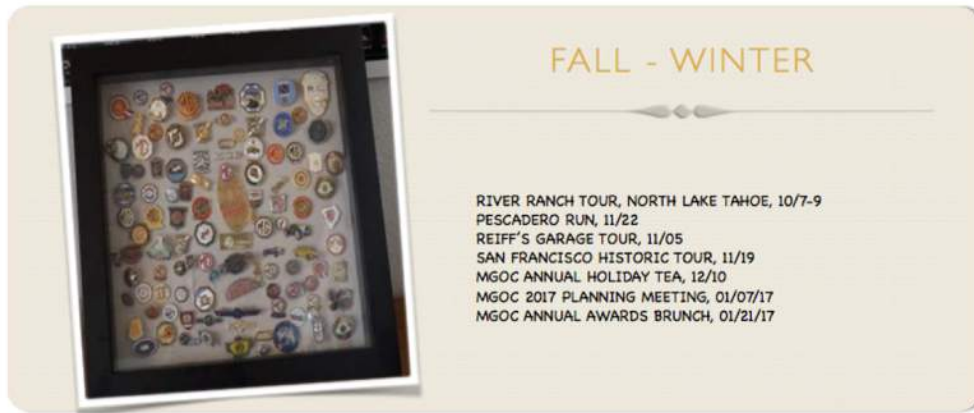 FALL - WINTER
RIVER RANCH TOUR, NORTH LAKE TAHOE, 10/7-9
PESCADERO RUN, 11/22
REIFF'S GARAGE TOUR, 11/05
SAN FRANCISCO HISTORIC TOUR, 11/19
MGOC ANNUAL HOLIDAY TEA, 12/10
MGOC 2017 PLANNING MEETING, 01/07/17
MGOC ANNUAL AWARDS BRUNCH, 01/21/17